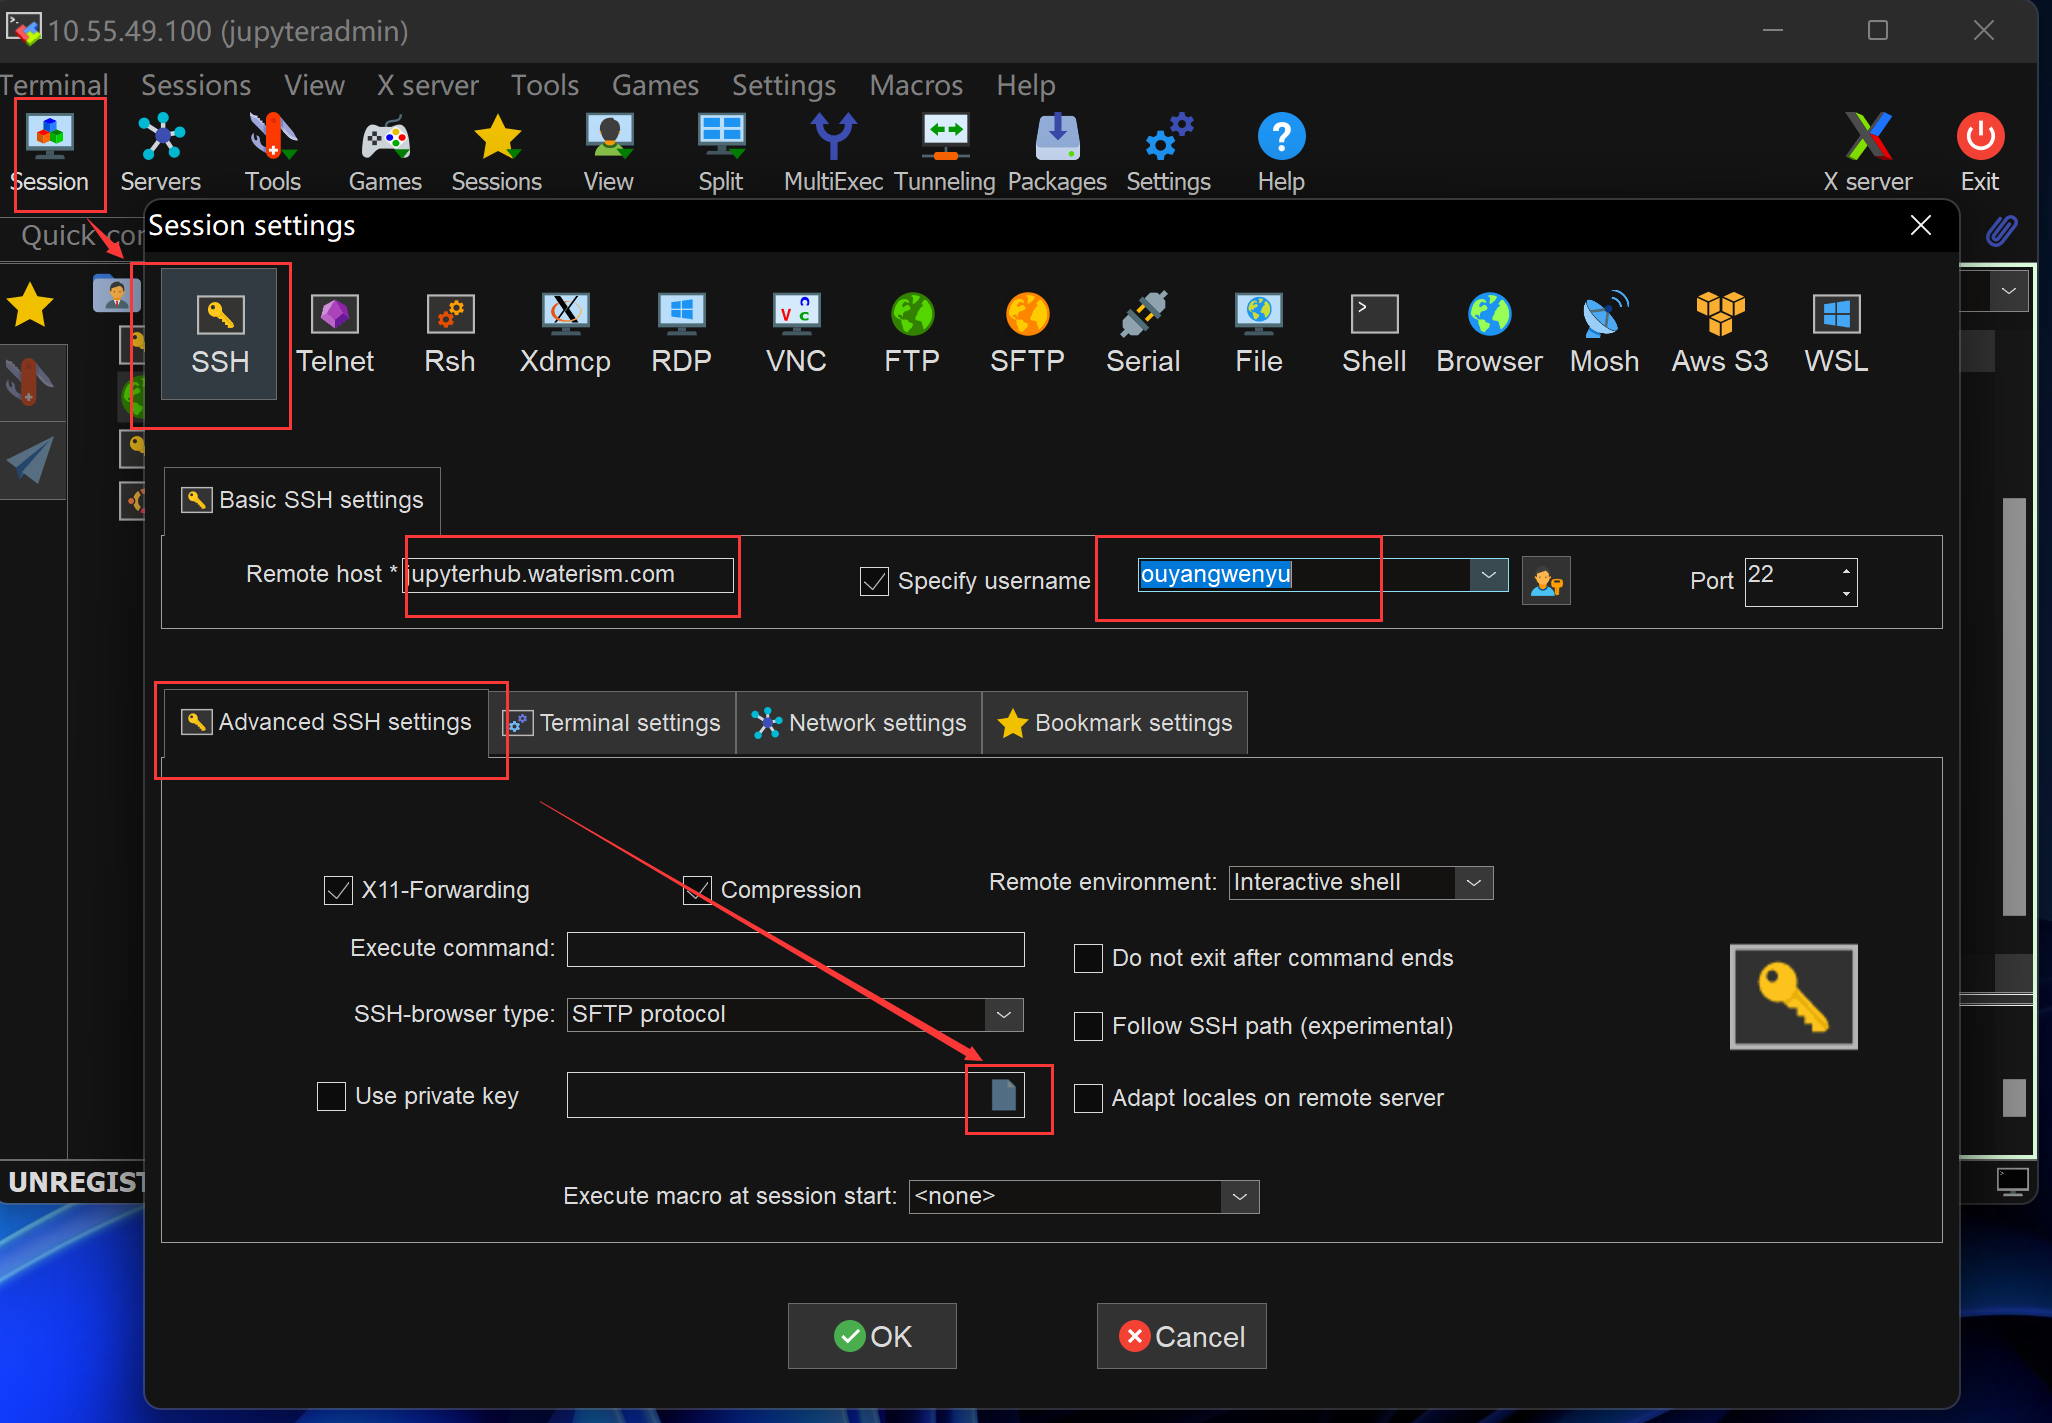 10.55.49.100 (jupyteradmin)
Terminal Sessions View X server Tools Games Settings Macros Help
Session Servers Tools Games Sessions View Split MultiExec Tunneling Packages Settings Help X server Exit
Quick con
Session settings
SSH Telnet Rsh Xdmcp RDP VNC FTP SFTP Serial File Shell Browser Mosh Aws S3 WSL
Basic SSH settings
Remote host * jupyterhub.waterism.com Specify username ouyangwenyu Port 22
Advanced SSH settings Terminal settings Network settings Bookmark settings
X11-Forwarding Compression Remote environment: Interactive shell
Execute command: Do not exit after command ends
SSH-browser type: SFTP protocol Follow SSH path (experimental)
Use private key Adapt locales on remote server
Execute macro at session start: <none>
UNREGIST
OK Cancel